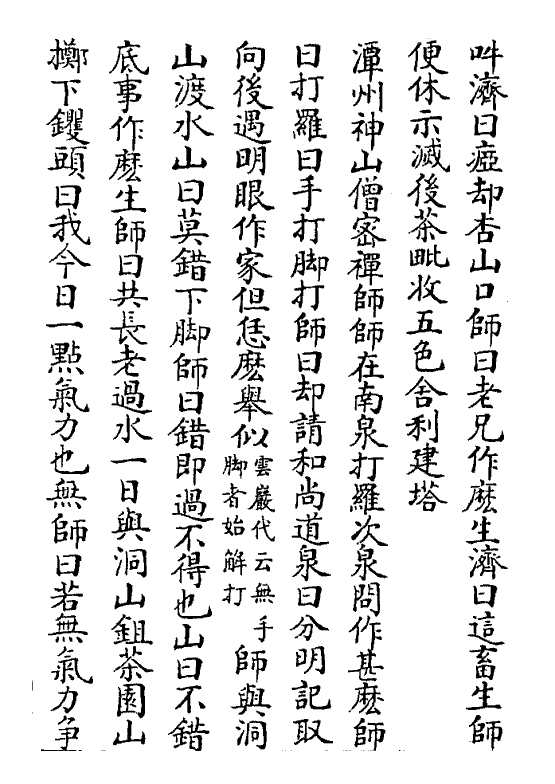 吽濟曰瘂却杏山口師曰老兄作麽生濟曰這畜生師
便休示滅後茶毗收五色舍利建塔
潭州神山僧密禪師師在南泉打羅次泉問作甚麽師
曰打羅曰手打脚打師曰却請和尚道泉曰分明記取
向後遇明眼作家但恁麽舉似雲巖代云無手脚者始解打師與洞
山渡水山曰莫錯下脚師曰錯即過不得也山曰不錯
底事作麽生師曰共長老過水一日與洞山鉏茶園山
擲下钁頭曰我今日一點氣力也無師曰若無氣力争